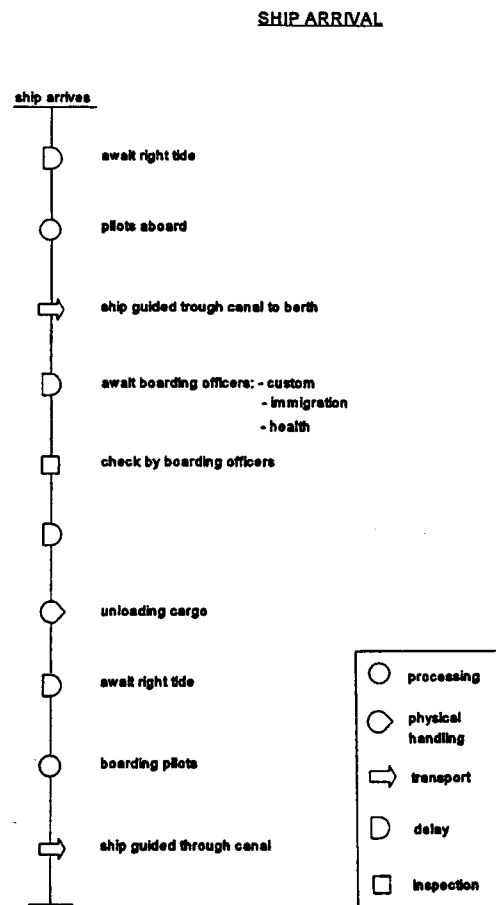 SHIP ARRIVAL
ship arrives
await right tide
pilots aboard
ship guided trough canal to berth
await boarding officers: - custom
- immigration
- health
check by boarding officers
unloading cargo
await right tide
boarding pilots
ship guided through canal
processing
physical
handling
transport
delay
inspection